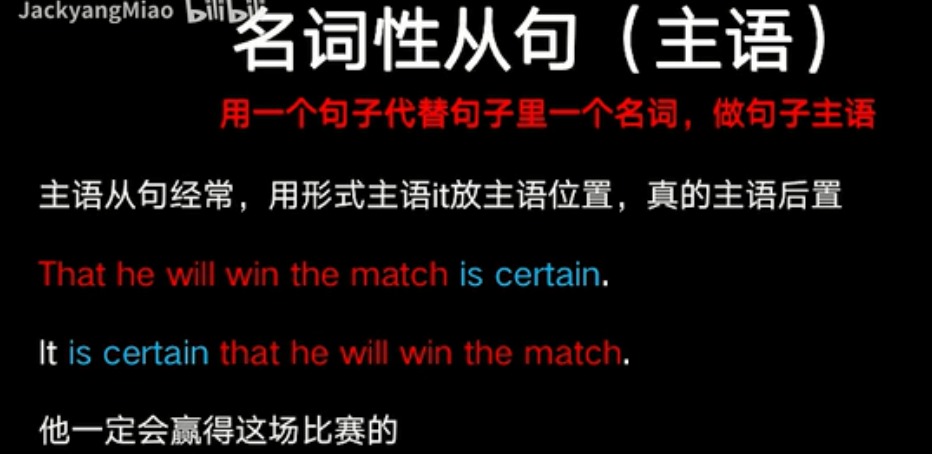 JackyangMiao bilibili
名词性从句（主语）
用一个句子代替句子里一个名词，做句子主语
主语从句经常，用形式主语it放主语位置，真的主语后置
That he will win the match is certain.
It is certain that he will win the match.
他一定会赢得这场比赛的